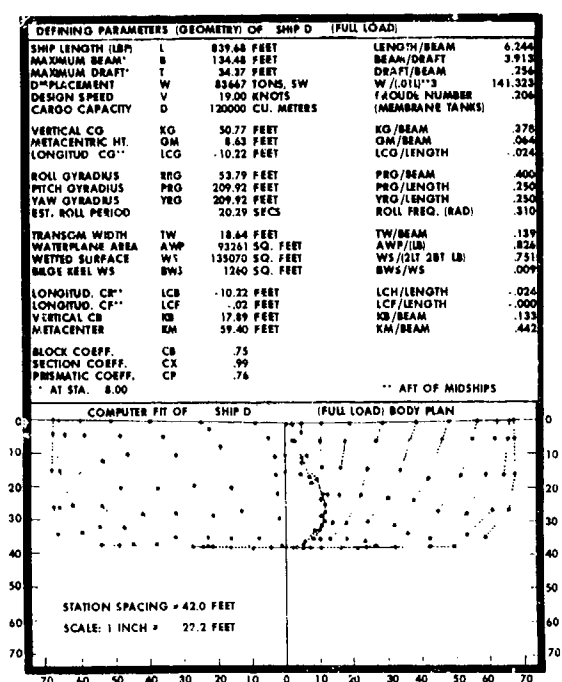 DEFINING PARAMETERS (GEOMETRY) OF SHIP D (FULL LOAD)
SHIP LENGTH (LBP) L 839.68 FEET LENGTH/BEAM 6.244
MAXIMUM BEAM* B 134.48 FEET BEAM/DRAFT 3.913
MAXIMUM DRAFT* T 34.37 FEET DRAFT/BEAM .256
D**PLACEMENT W 83667 TONS, SW W/(.01L)**3 141.323
DESIGN SPEED V 19.00 KNOTS FROUDE NUMBER .206
CARGO CAPACITY D 120000 CU. METERS (MEMBRANE TANKS)
VERTICAL CG KG 50.77 FEET KG/BEAM .378
METACENTRIC HT. GM 8.63 FEET GM/BEAM .064
LONGITUD CG** LCG -10.22 FEET LCG/LENGTH -.024
ROLL GYRADIUS RRG 53.79 FEET PRG/BEAM .400
PITCH GYRADIUS PRG 209.92 FEET PRG/LENGTH .250
YAW GYRADIUS YRG 209.92 FEET YRG/LENGTH .250
EST. ROLL PERIOD 20.29 SECS ROLL FREQ. (RAD) .310
TRANSOM WIDTH TW 18.64 FEET TW/BEAM .139
WATERPLANE AREA AWP 93261 SQ. FEET AWP/(LB) .826
WETTED SURFACE WS 135070 SQ. FEET WS/(2LT 2BT LB) .751
BILGE KEEL WS BWS 1260 SQ. FEET BWS/WS .009
LONGITUD. CB** LCB -10.22 FEET LCH/LENGTH -.024
LONGITUD. CF** LCF -.02 FEET LCF/LENGTH -.000
VERTICAL CB KB 17.89 FEET KB/BEAM .133
METACENTER KM 59.40 FEET KM/BEAM .442
BLOCK COEFF. CB .75
SECTION COEFF. CX .99
PRISMATIC COEFF. CP .76
* AT STA. 8.00 ** AFT OF MIDSHIPS
COMPUTER FIT OF SHIP D (FULL LOAD) BODY PLAN
0 0
10 10
20 20
30 30
40 40
50 50
STATION SPACING = 42.0 FEET
60 60
SCALE: 1 INCH = 27.2 FEET
70 70
70 60 50 40 30 20 10 0 10 20 30 40 50 60 70